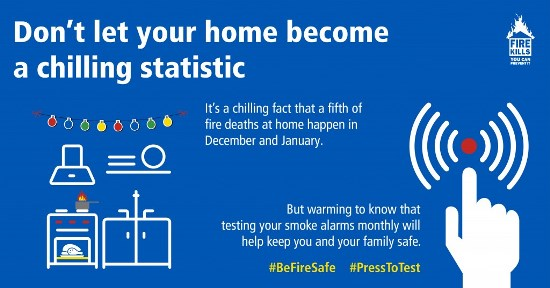 Don't let your home become
a chilling statistic
FIRE
KILLS
YOU CAN
PREVENT IT
It's a chilling fact that a fifth of
fire deaths at home happen in
December and January.
But warming to know that
testing your smoke alarms monthly will
help keep you and your family safe.
#BeFireSafe #PressToTest